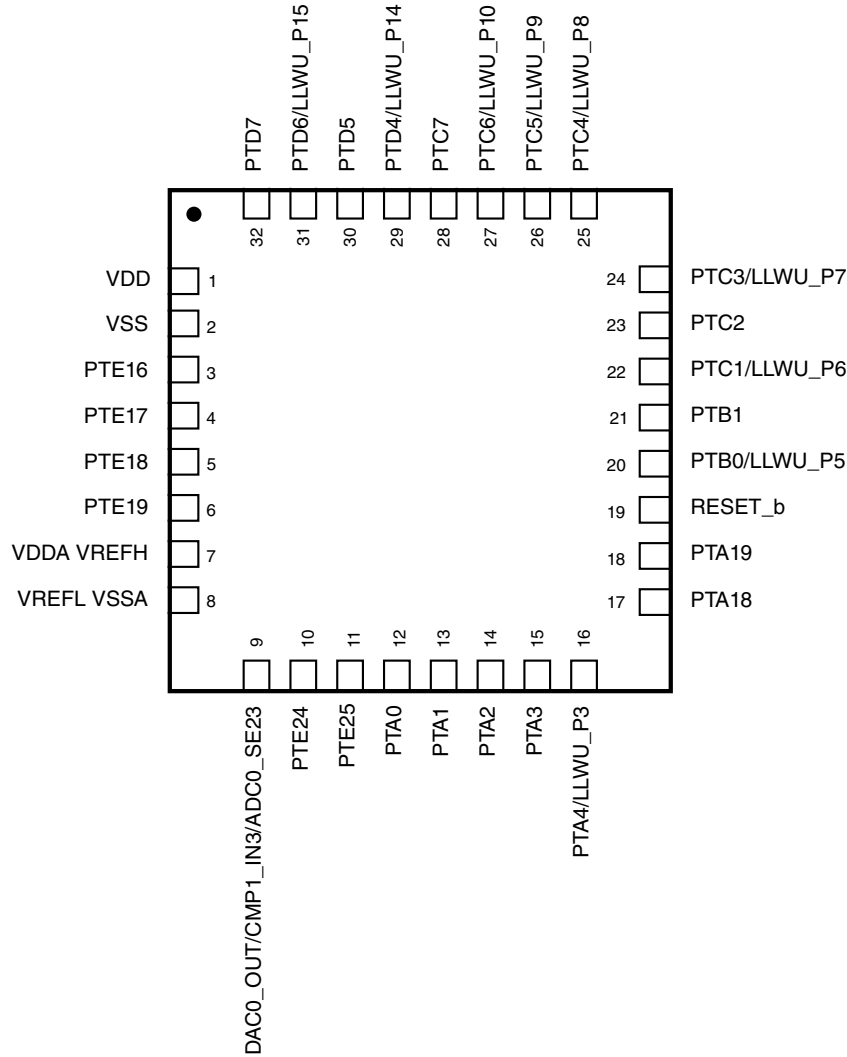 PTD7
PTD6/LLWU_P15
PTD5
PTD4/LLWU_P14
PTC7
PTC6/LLWU_P10
PTC5/LLWU_P9
PTC4/LLWU_P8
32
31
30
29
28
27
26
25
VDD
1
VSS
2
PTE16
3
PTE17
4
PTE18
5
PTE19
6
VDDA VREFH
7
VREFL VSSA
8
24
PTC3/LLWU_P7
23
PTC2
22
PTC1/LLWU_P6
21
PTB1
20
PTB0/LLWU_P5
19
RESET_b
18
PTA19
17
PTA18
9
10
11
12
13
14
15
16
DAC0_OUT/CMP1_IN3/ADC0_SE23
PTE24
PTE25
PTA0
PTA1
PTA2
PTA3
PTA4/LLWU_P3